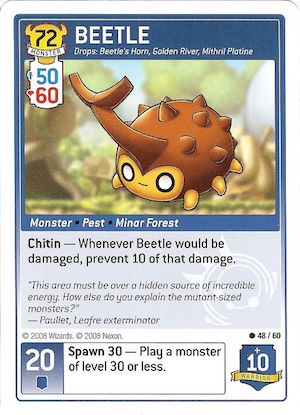 72
MONSTER
BEETLE
Drops: Beetle's Horn, Golden River, Mithril Platine
50
60
Monster • Pest • Minar Forest
Chitin — Whenever Beetle would be
damaged, prevent 10 of that damage.
"This area must be over a hidden source of incredible
energy. How else do you explain the mutant-sized
monsters?"
— Paullet, Leafre exterminator
© 2008 Wizards. © 2008 Nexon.
● 48 / 60
20
Spawn 30 — Play a monster
of level 30 or less.
10
WARRIOR